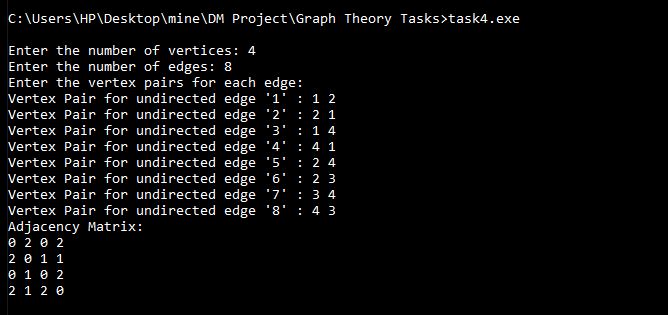 C:\Users\HP\Desktop\mine\DM Project\Graph Theory Tasks>task4.exe
Enter the number of vertices: 4
Enter the number of edges: 8
Enter the vertex pairs for each edge:
Vertex Pair for undirected edge '1' : 1 2
Vertex Pair for undirected edge '2' : 2 1
Vertex Pair for undirected edge '3' : 1 4
Vertex Pair for undirected edge '4' : 4 1
Vertex Pair for undirected edge '5' : 2 4
Vertex Pair for undirected edge '6' : 2 3
Vertex Pair for undirected edge '7' : 3 4
Vertex Pair for undirected edge '8' : 4 3
Adjacency Matrix:
0 2 0 2
2 0 1 1
0 1 0 2
2 1 2 0